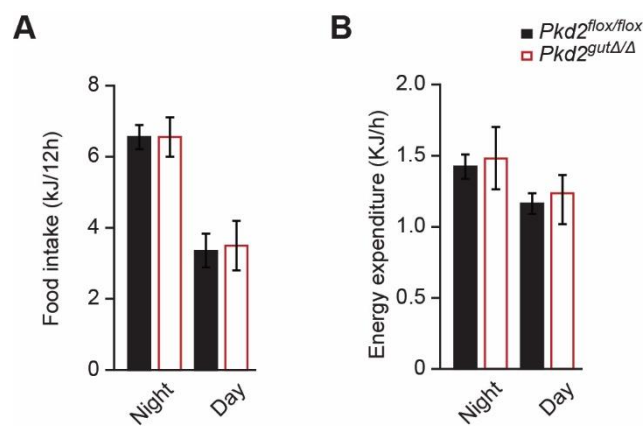 A
B
Pkd2flox/flox
Pkd2gutΔ/Δ
Food intake (kJ/12h)
8
6
4
2
0
Night
Day
Energy expenditure (KJ/h)
2.0
1.5
1.0
0.5
0
Night
Day